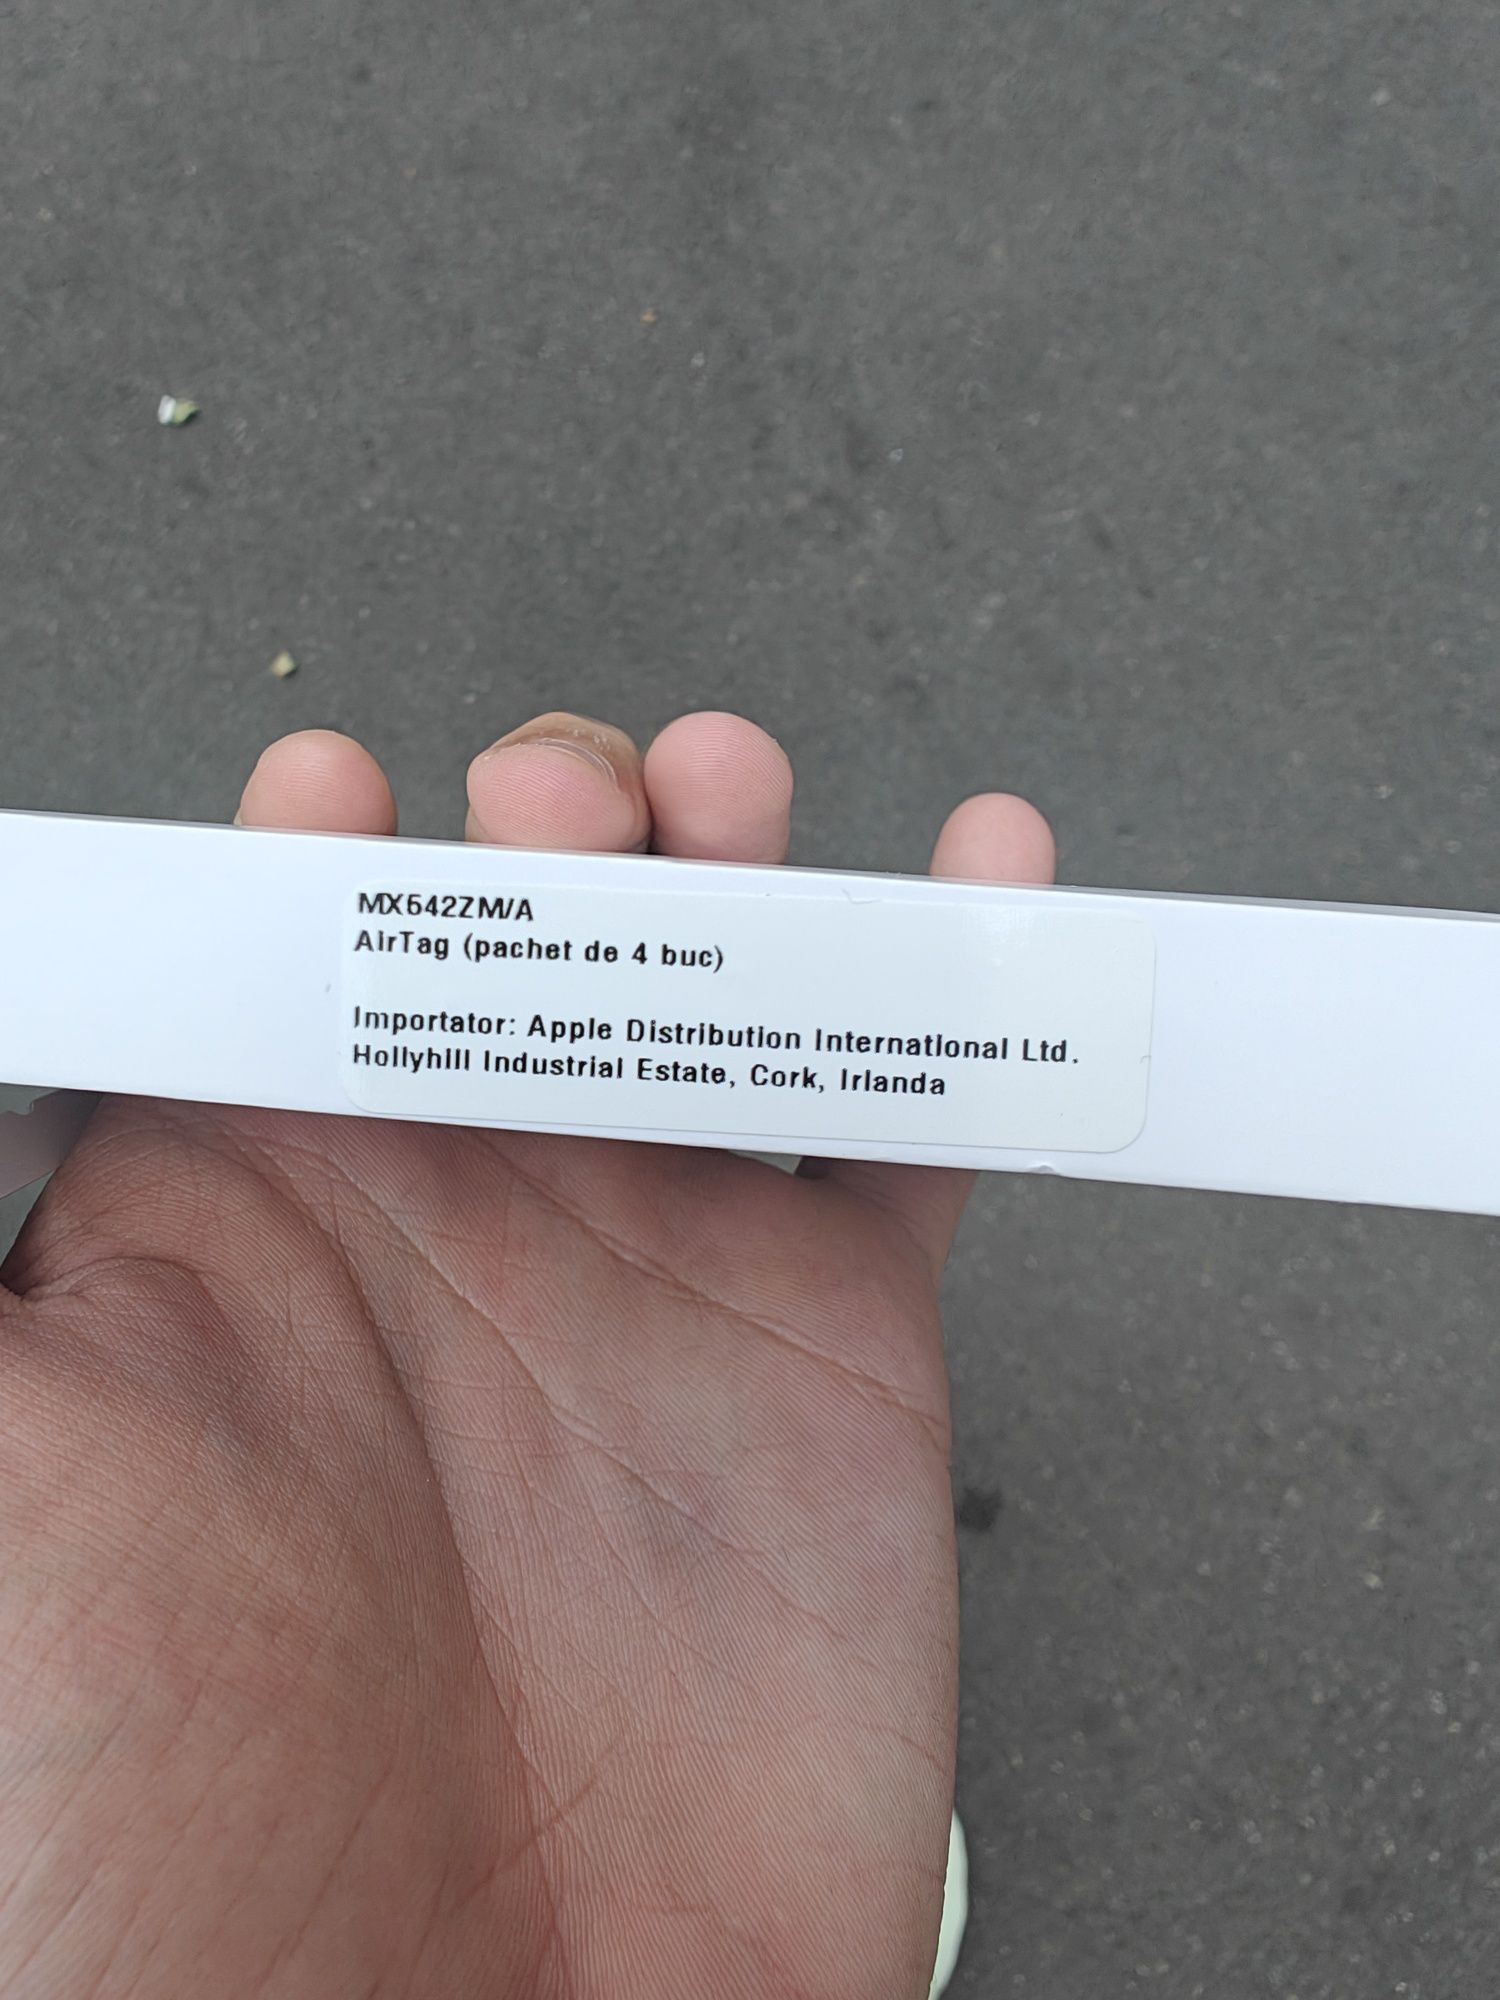 MX542ZM/A
AirTag (pachet de 4 buc)
Importator: Apple Distribution International Ltd.
Hollyhill Industrial Estate, Cork, Irlanda